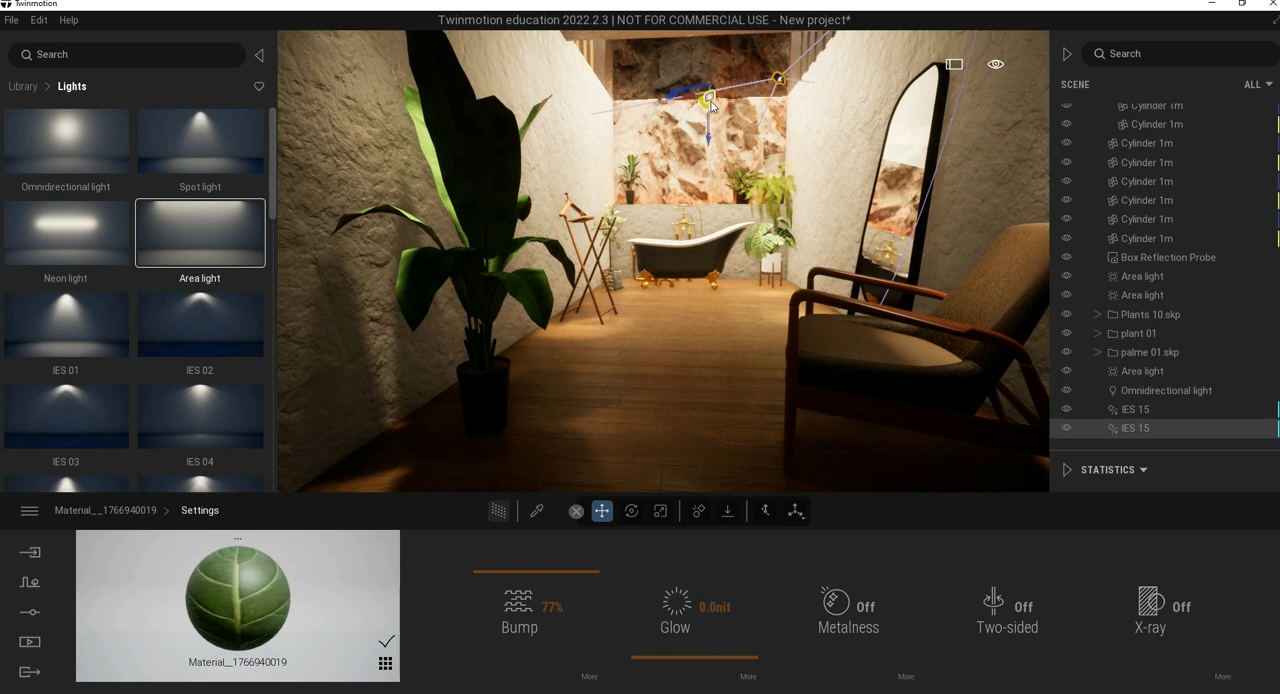 Twinmotion
File Edit Help
Twinmotion education 2022.2.3 | NOT FOR COMMERCIAL USE - New project*
Search
Library > Lights
Omnidirectional light
Spot light
Neon light
Area light
IES 01
IES 02
IES 03
IES 04
Search
SCENE
ALL
Cylinder 1m
Cylinder 1m
Cylinder 1m
Cylinder 1m
Cylinder 1m
Cylinder 1m
Cylinder 1m
Cylinder 1m
Box Reflection Probe
Area light
Area light
> Plants 10.skp
> plant 01
> palme 01.skp
Area light
Omnidirectional light
IES 15
IES 15
STATISTICS
Material__1766940019 > Settings
...
Material__1766940019
Bump
77%
More
Glow
0.0nit
More
Metalness
Off
More
Two-sided
Off
X-ray
Off
More